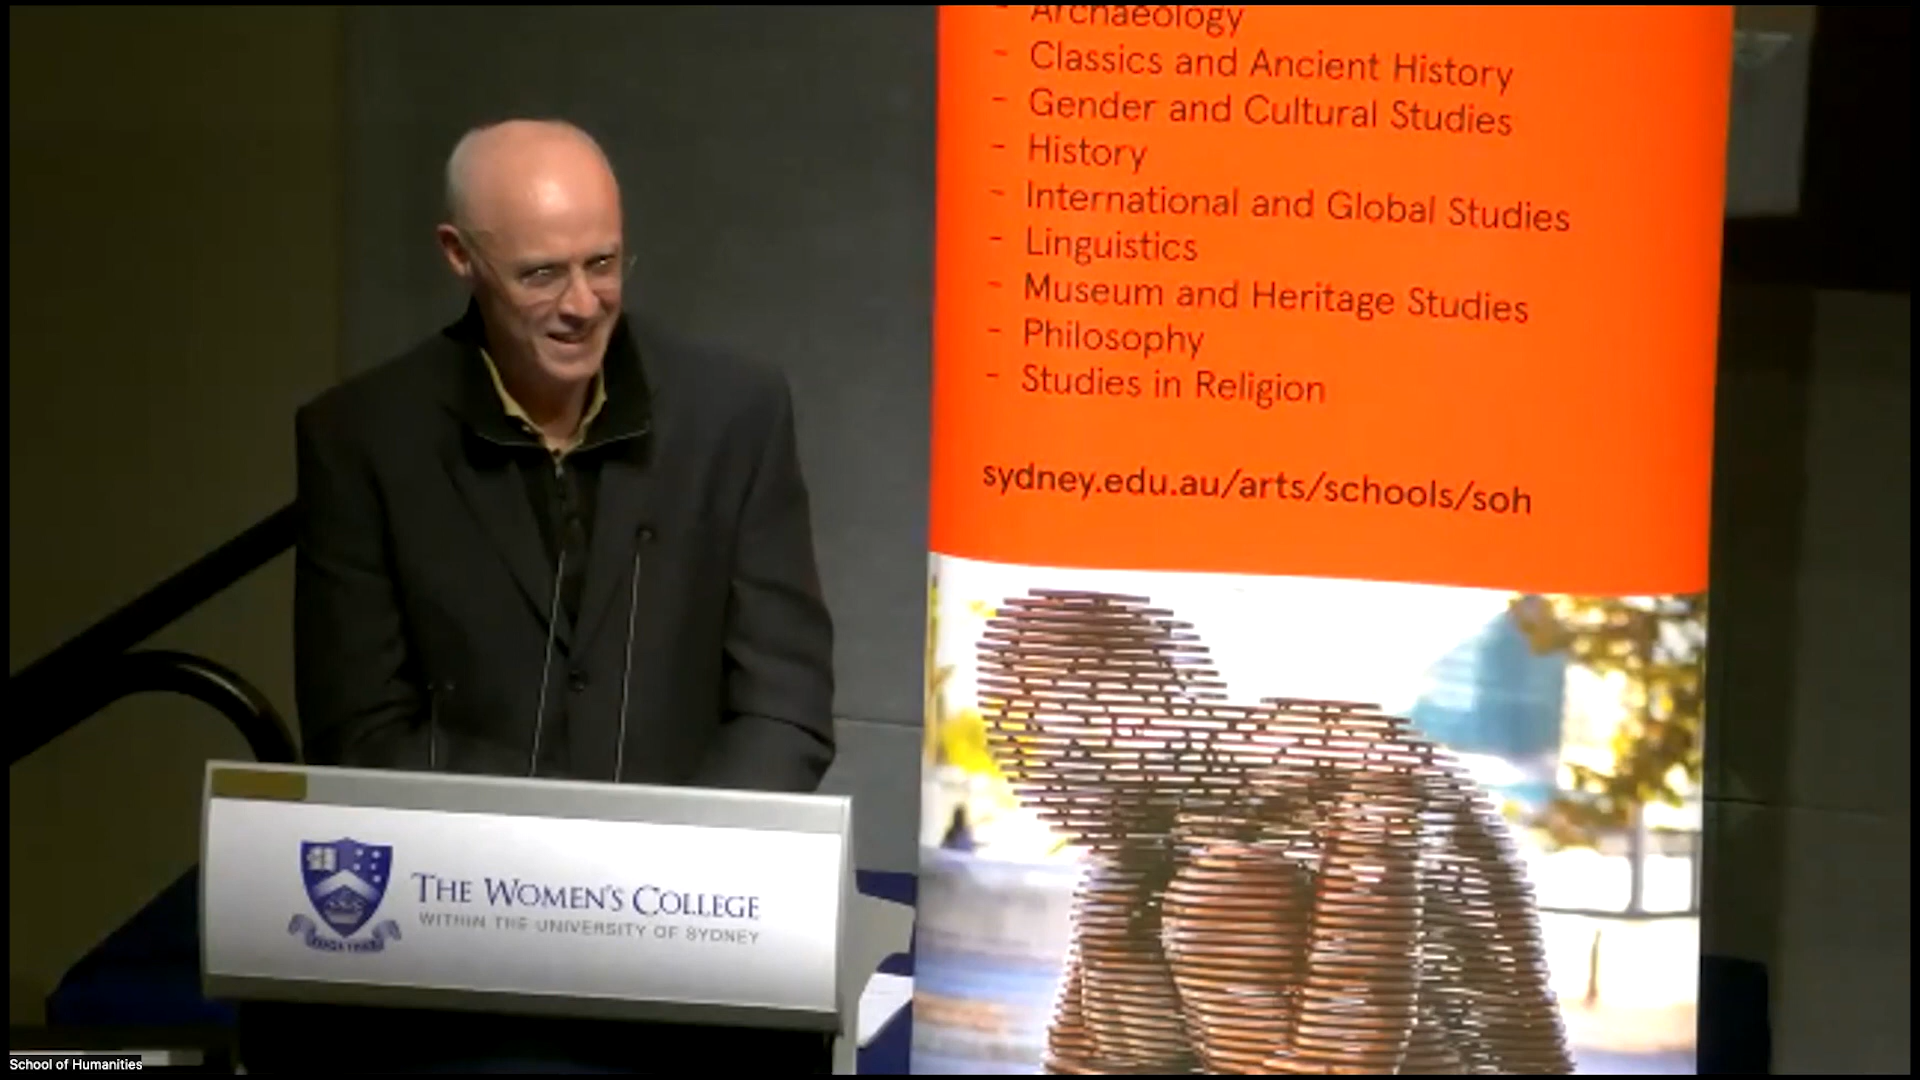 - Archaeology
- Classics and Ancient History
- Gender and Cultural Studies
- History
- International and Global Studies
- Linguistics
- Museum and Heritage Studies
- Philosophy
- Studies in Religion
sydney.edu.au/arts/schools/soh
THE WOMEN'S COLLEGE
WITHIN THE UNIVERSITY OF SYDNEY
School of Humanities